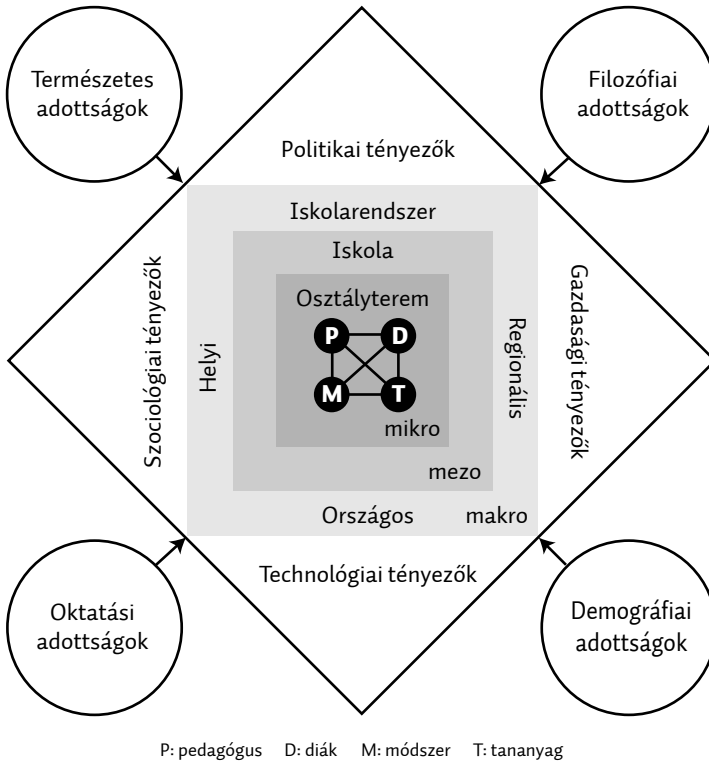 Természetes
adottságok
Filozófiai
adottságok
Politikai tényezők
Iskolarendszer
Iskola
Osztályterem
Szociológiai tényezők
Helyi
P D
M T
Regionális
Gazdasági tényezők
mikro
mezo
Országos makro
Technológiai tényezők
Oktatási
adottságok
Demográfiai
adottságok
P: pedagógus D: diák M: módszer T: tananyag